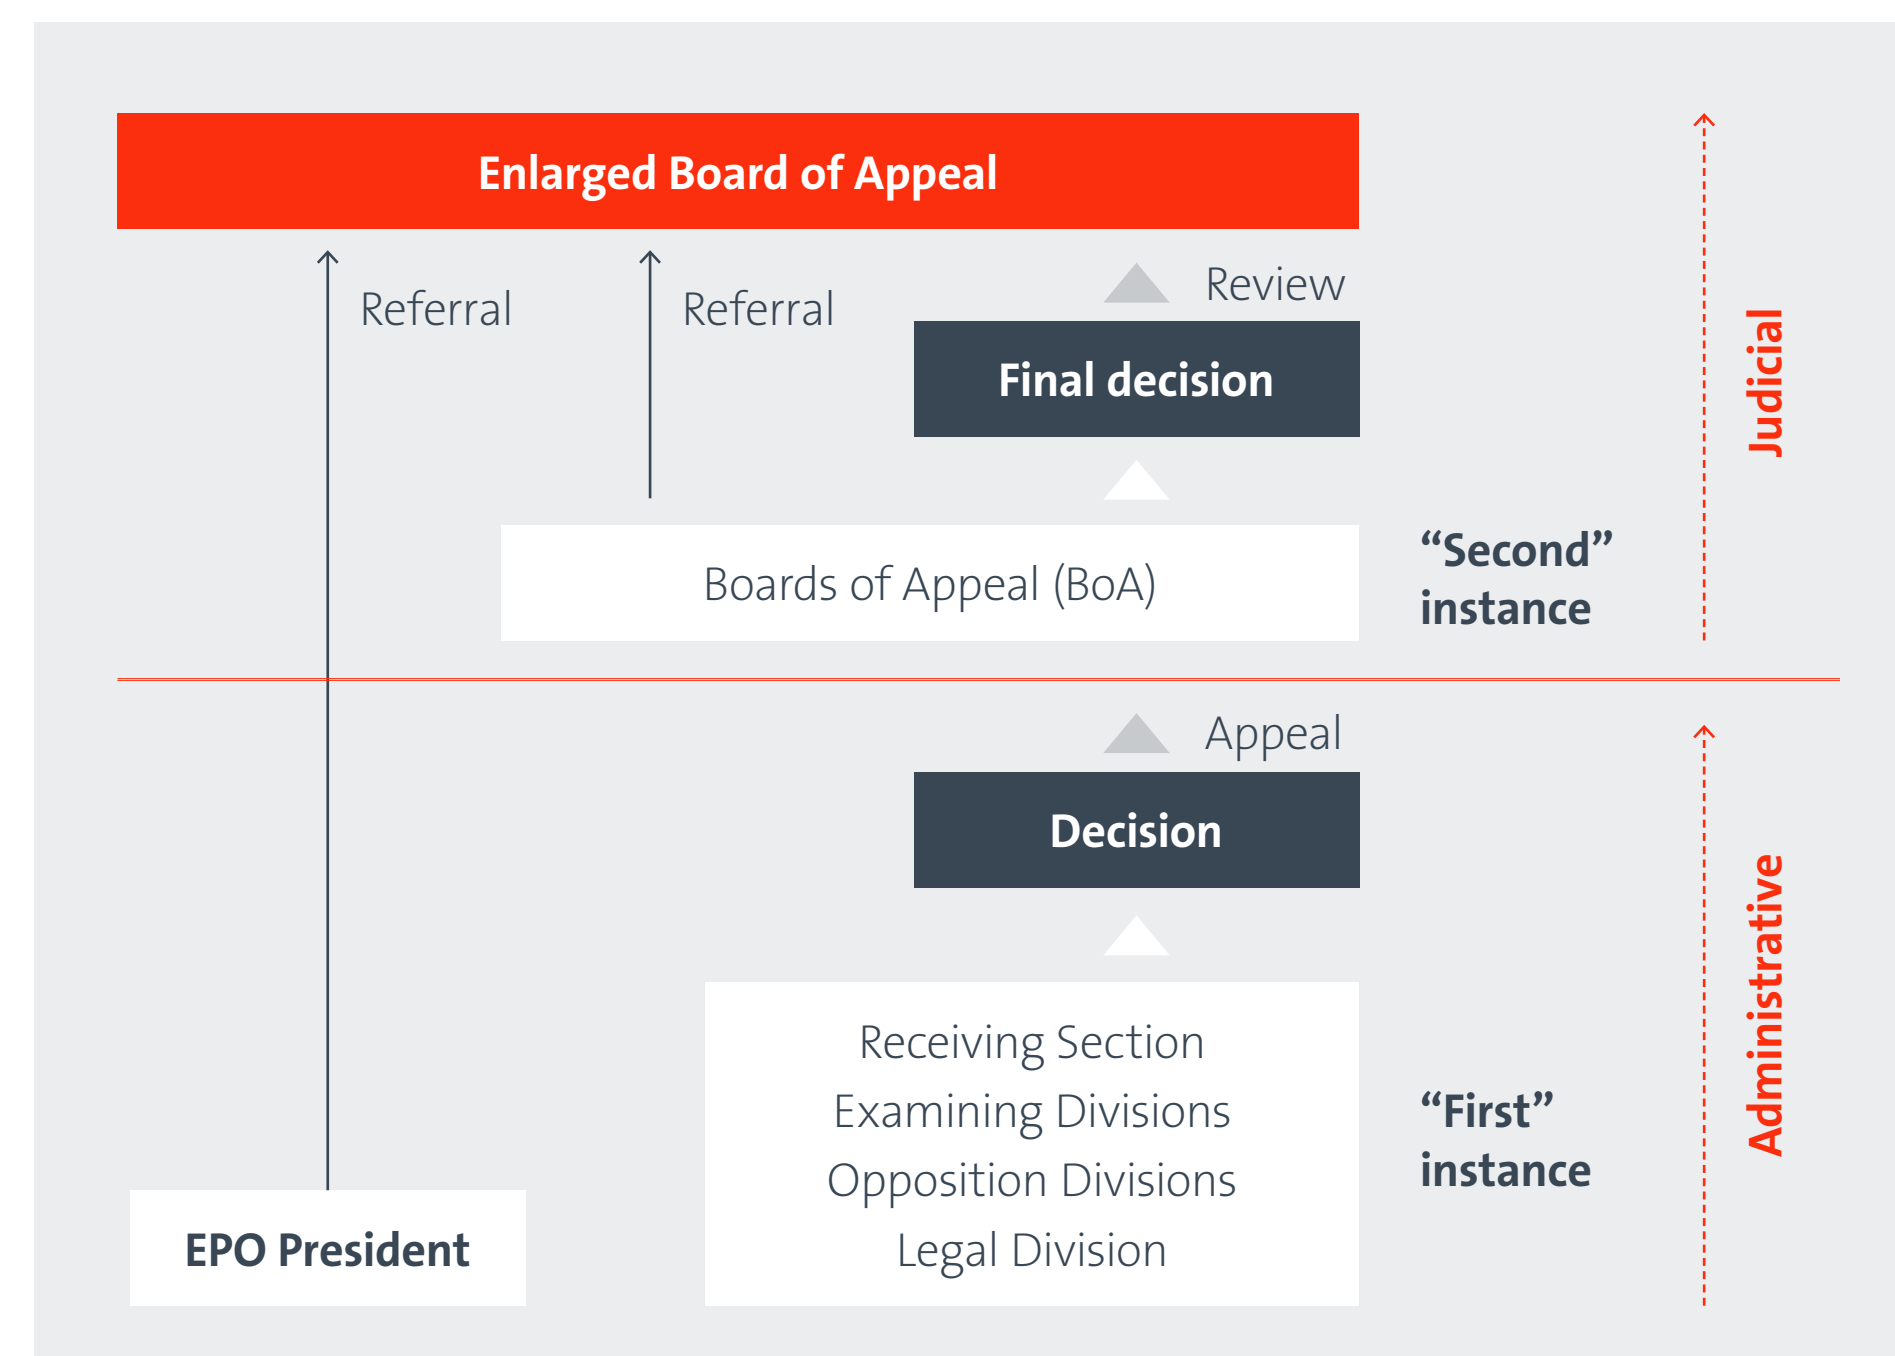 Enlarged Board of Appeal
Referral
Referral
Review
Final decision
Judicial
Boards of Appeal (BoA)
“Second”
instance
Appeal
Decision
Administrative
Receiving Section
Examining Divisions
Opposition Divisions
Legal Division
“First”
instance
EPO President